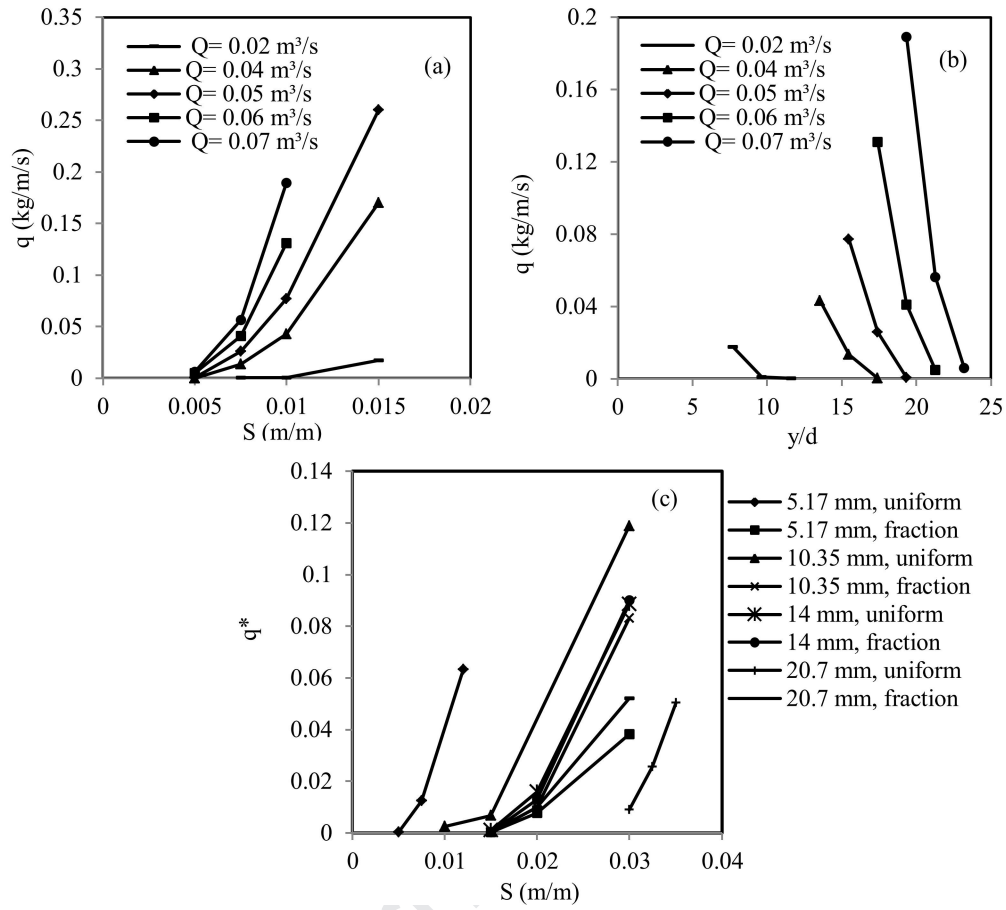 0.35
0.3
0.25
0.2
0.15
0.1
0.05
0
q (kg/m/s)
Q= 0.02 m³/s
Q= 0.04 m³/s
Q= 0.05 m³/s
Q= 0.06 m³/s
Q= 0.07 m³/s
(a)
0
0.005
0.01
0.015
0.02
S (m/m)
0.2
0.16
0.12
0.08
0.04
0
q (kg/m/s)
Q= 0.02 m³/s
Q= 0.04 m³/s
Q= 0.05 m³/s
Q= 0.06 m³/s
Q= 0.07 m³/s
(b)
0
5
10
15
20
25
y/d
0.14
0.12
0.1
0.08
0.06
0.04
0.02
0
q*
(c)
0
0.01
0.02
0.03
0.04
S (m/m)
5.17 mm, uniform
5.17 mm, fraction
10.35 mm, uniform
10.35 mm, fraction
14 mm, uniform
14 mm, fraction
20.7 mm, uniform
20.7 mm, fraction